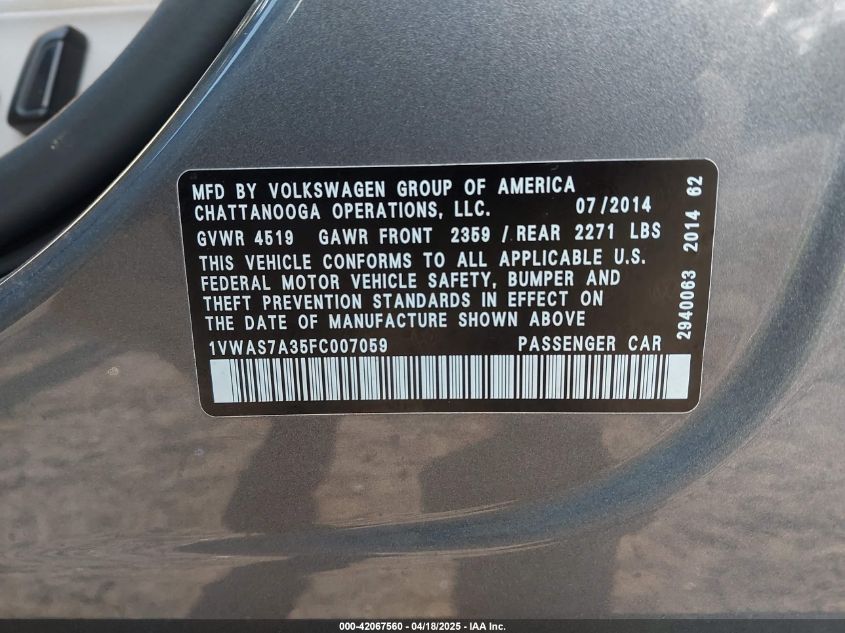 MFD BY VOLKSWAGEN GROUP OF AMERICA
CHATTANOOGA OPERATIONS, LLC. 07/2014
GVWR 4519 GAWR FRONT 2359 / REAR 2271 LBS
THIS VEHICLE CONFORMS TO ALL APPLICABLE U.S.
FEDERAL MOTOR VEHICLE SAFETY, BUMPER AND
THEFT PREVENTION STANDARDS IN EFFECT ON
THE DATE OF MANUFACTURE SHOWN ABOVE
1VWAS7A35FC007059 PASSENGER CAR
2940063 2014 62
000-42067560 - 04/18/2025 - IAA Inc.